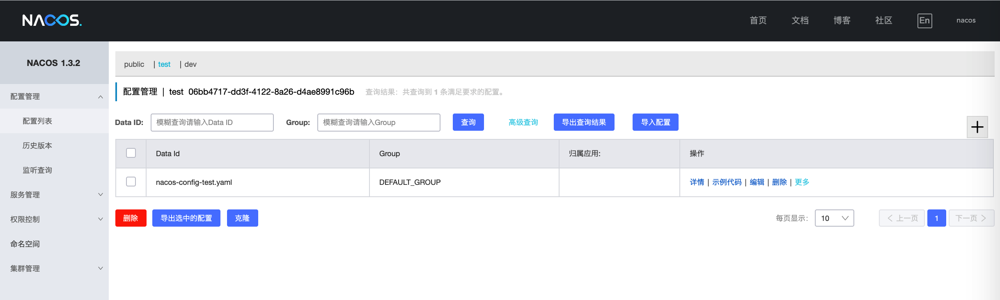 NACOS.
首页 文档 博客 社区 En nacos
NACOS 1.3.2
配置管理
配置列表
历史版本
监听查询
服务管理
权限控制
命名空间
集群管理
public | test | dev
配置管理 | test 06bb4717-dd3f-4122-8a26-d4ae8991c96b 查询结果：共查询到 1 条满足要求的配置。
Data ID: 模糊查询请输入Data ID Group: 模糊查询请输入Group 查询 高级查询 导出查询结果 导入配置
Data Id Group 归属应用: 操作
nacos-config-test.yaml DEFAULT_GROUP 详情 | 示例代码 | 编辑 | 删除 | 更多
删除 导出选中的配置 克隆 每页显示: 10 上一页 1 下一页